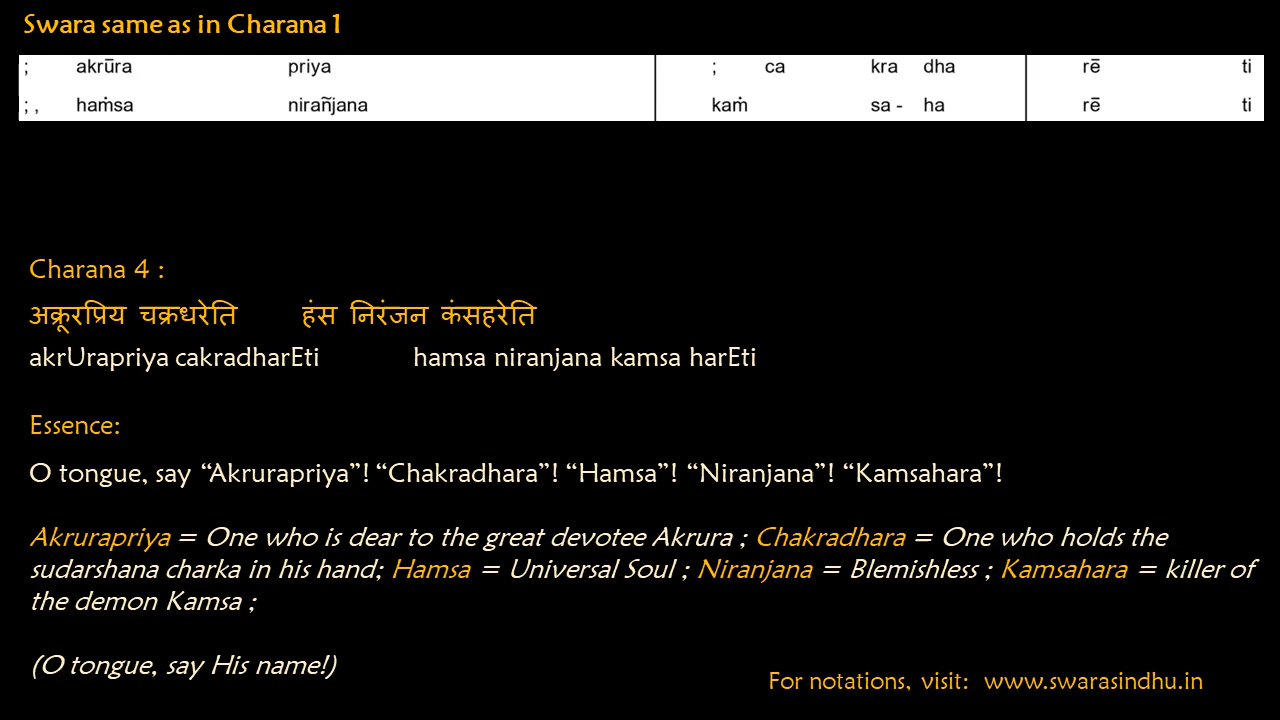 Swara same as in Charana 1
; akrūra priya ; ca kra dha rē ti
; , haṁsa nirañjana kaṁ sa - ha rē ti
Charana 4 :
अक्रूरप्रिय चक्रधरेति हंस निरंजन कंसहरेति
akrUrapriya cakradharEti hamsa niranjana kamsa harEti
Essence:
O tongue, say “Akrurapriya”! “Chakradhara”! “Hamsa”! “Niranjana”! “Kamsahara”!
Akrurapriya = One who is dear to the great devotee Akrura ; Chakradhara = One who holds the
sudarshana charka in his hand; Hamsa = Universal Soul ; Niranjana = Blemishless ; Kamsahara = killer of
the demon Kamsa ;
(O tongue, say His name!)
For notations, visit: www.swarasindhu.in